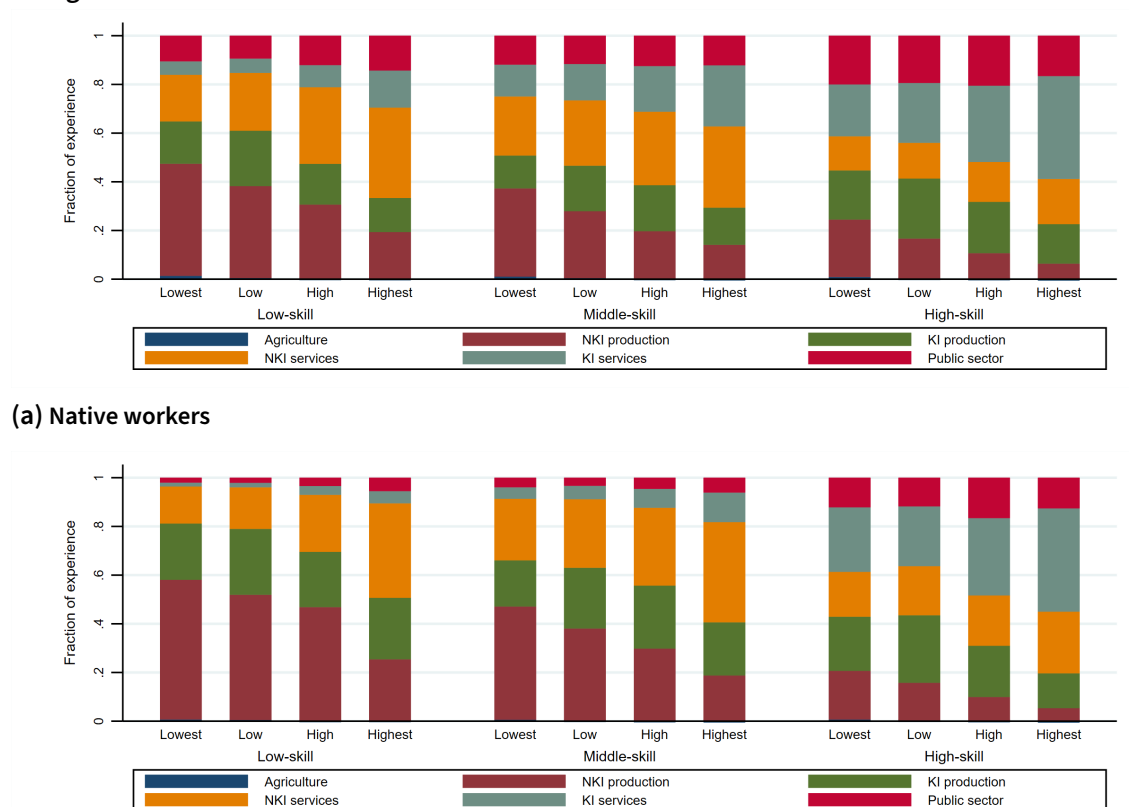 1
.8
.6
.4
.2
0
Fraction of experience
Lowest Low High Highest Lowest Low High Highest Lowest Low High Highest
Low-skill Middle-skill High-skill
Agriculture NKI production KI production
NKI services KI services Public sector
(a) Native workers
1
.8
.6
.4
.2
0
Fraction of experience
Lowest Low High Highest Lowest Low High Highest Lowest Low High Highest
Low-skill Middle-skill High-skill
Agriculture NKI production KI production
NKI services KI services Public sector